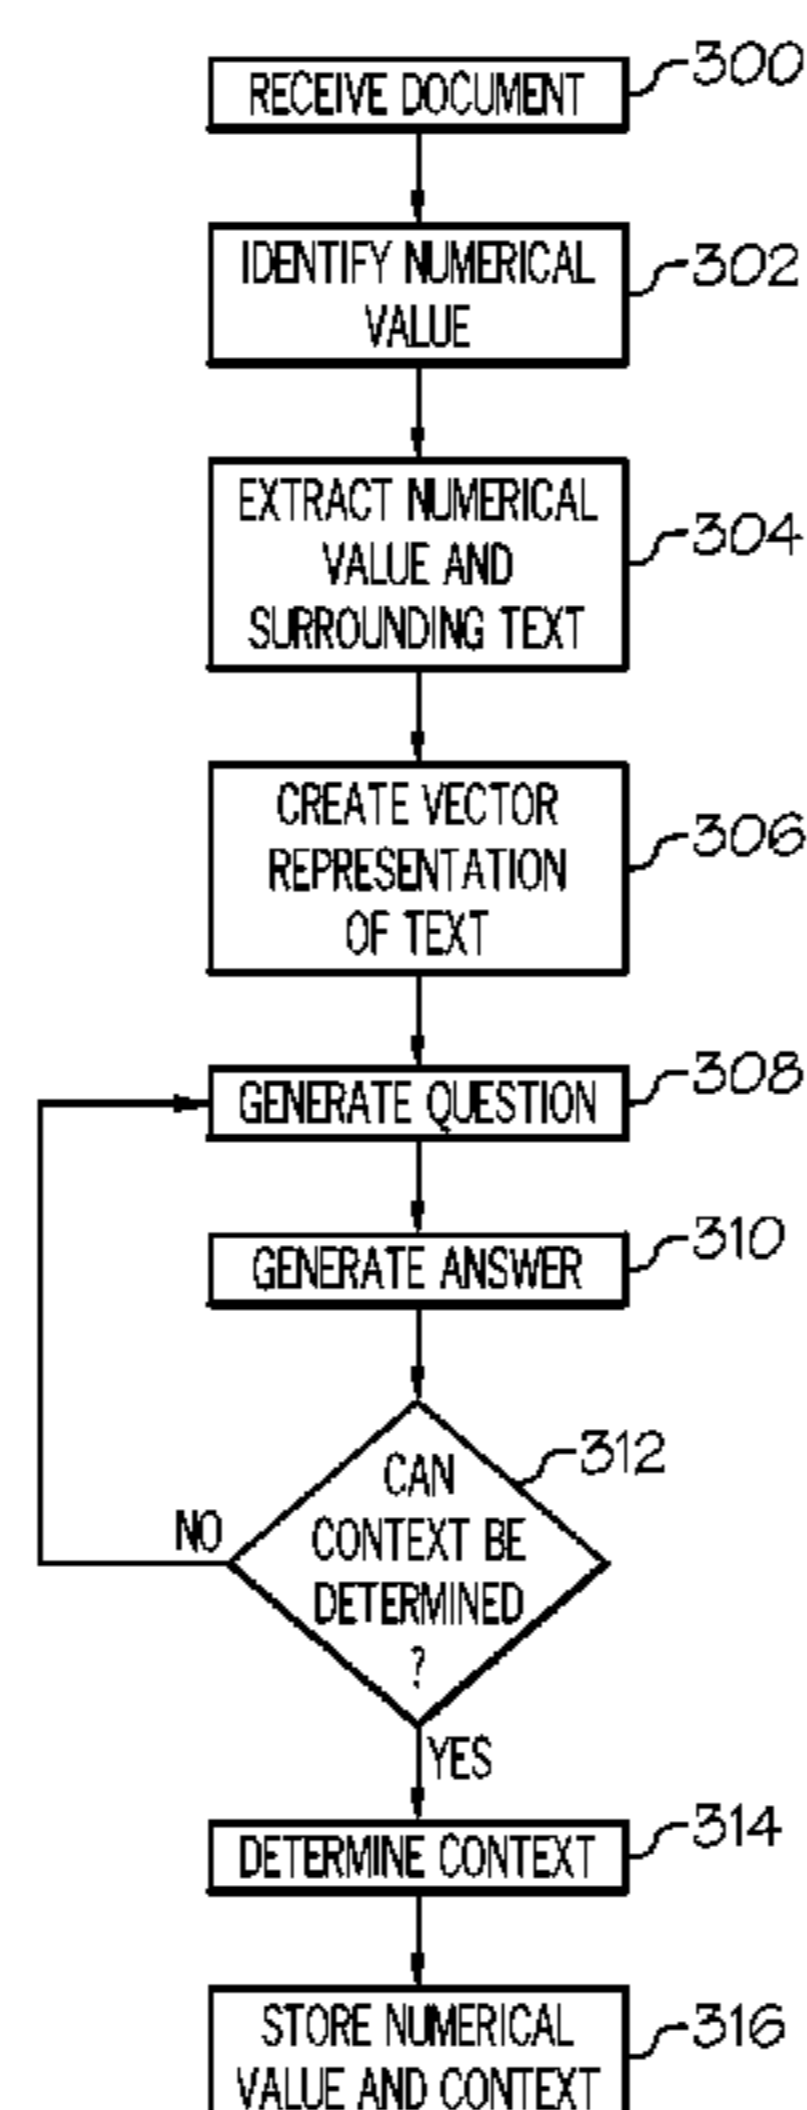 RECEIVE DOCUMENT
300
IDENTIFY NUMERICAL
VALUE
302
EXTRACT NUMERICAL
VALUE AND
SURROUNDING TEXT
304
CREATE VECTOR
REPRESENTATION
OF TEXT
306
GENERATE QUESTION
308
GENERATE ANSWER
310
CAN
CONTEXT BE
DETERMINED
?
312
NO
YES
DETERMINE CONTEXT
314
STORE NUMERICAL
VALUE AND CONTEXT
316